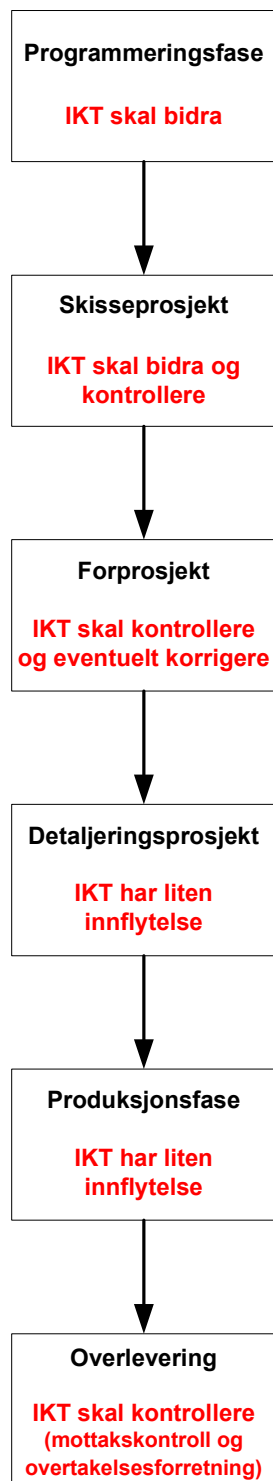 Programmeringsfase
IKT skal bidra
Skisseprosjekt
IKT skal bidra og
kontrollere
Forprosjekt
IKT skal kontrollere
og eventuelt korrigere
Detaljeringsprosjekt
IKT har liten
innflytelse
Produksjonsfase
IKT har liten
innflytelse
Overlevering
IKT skal kontrollere
(mottakskontroll og
overtakelsesforretning)